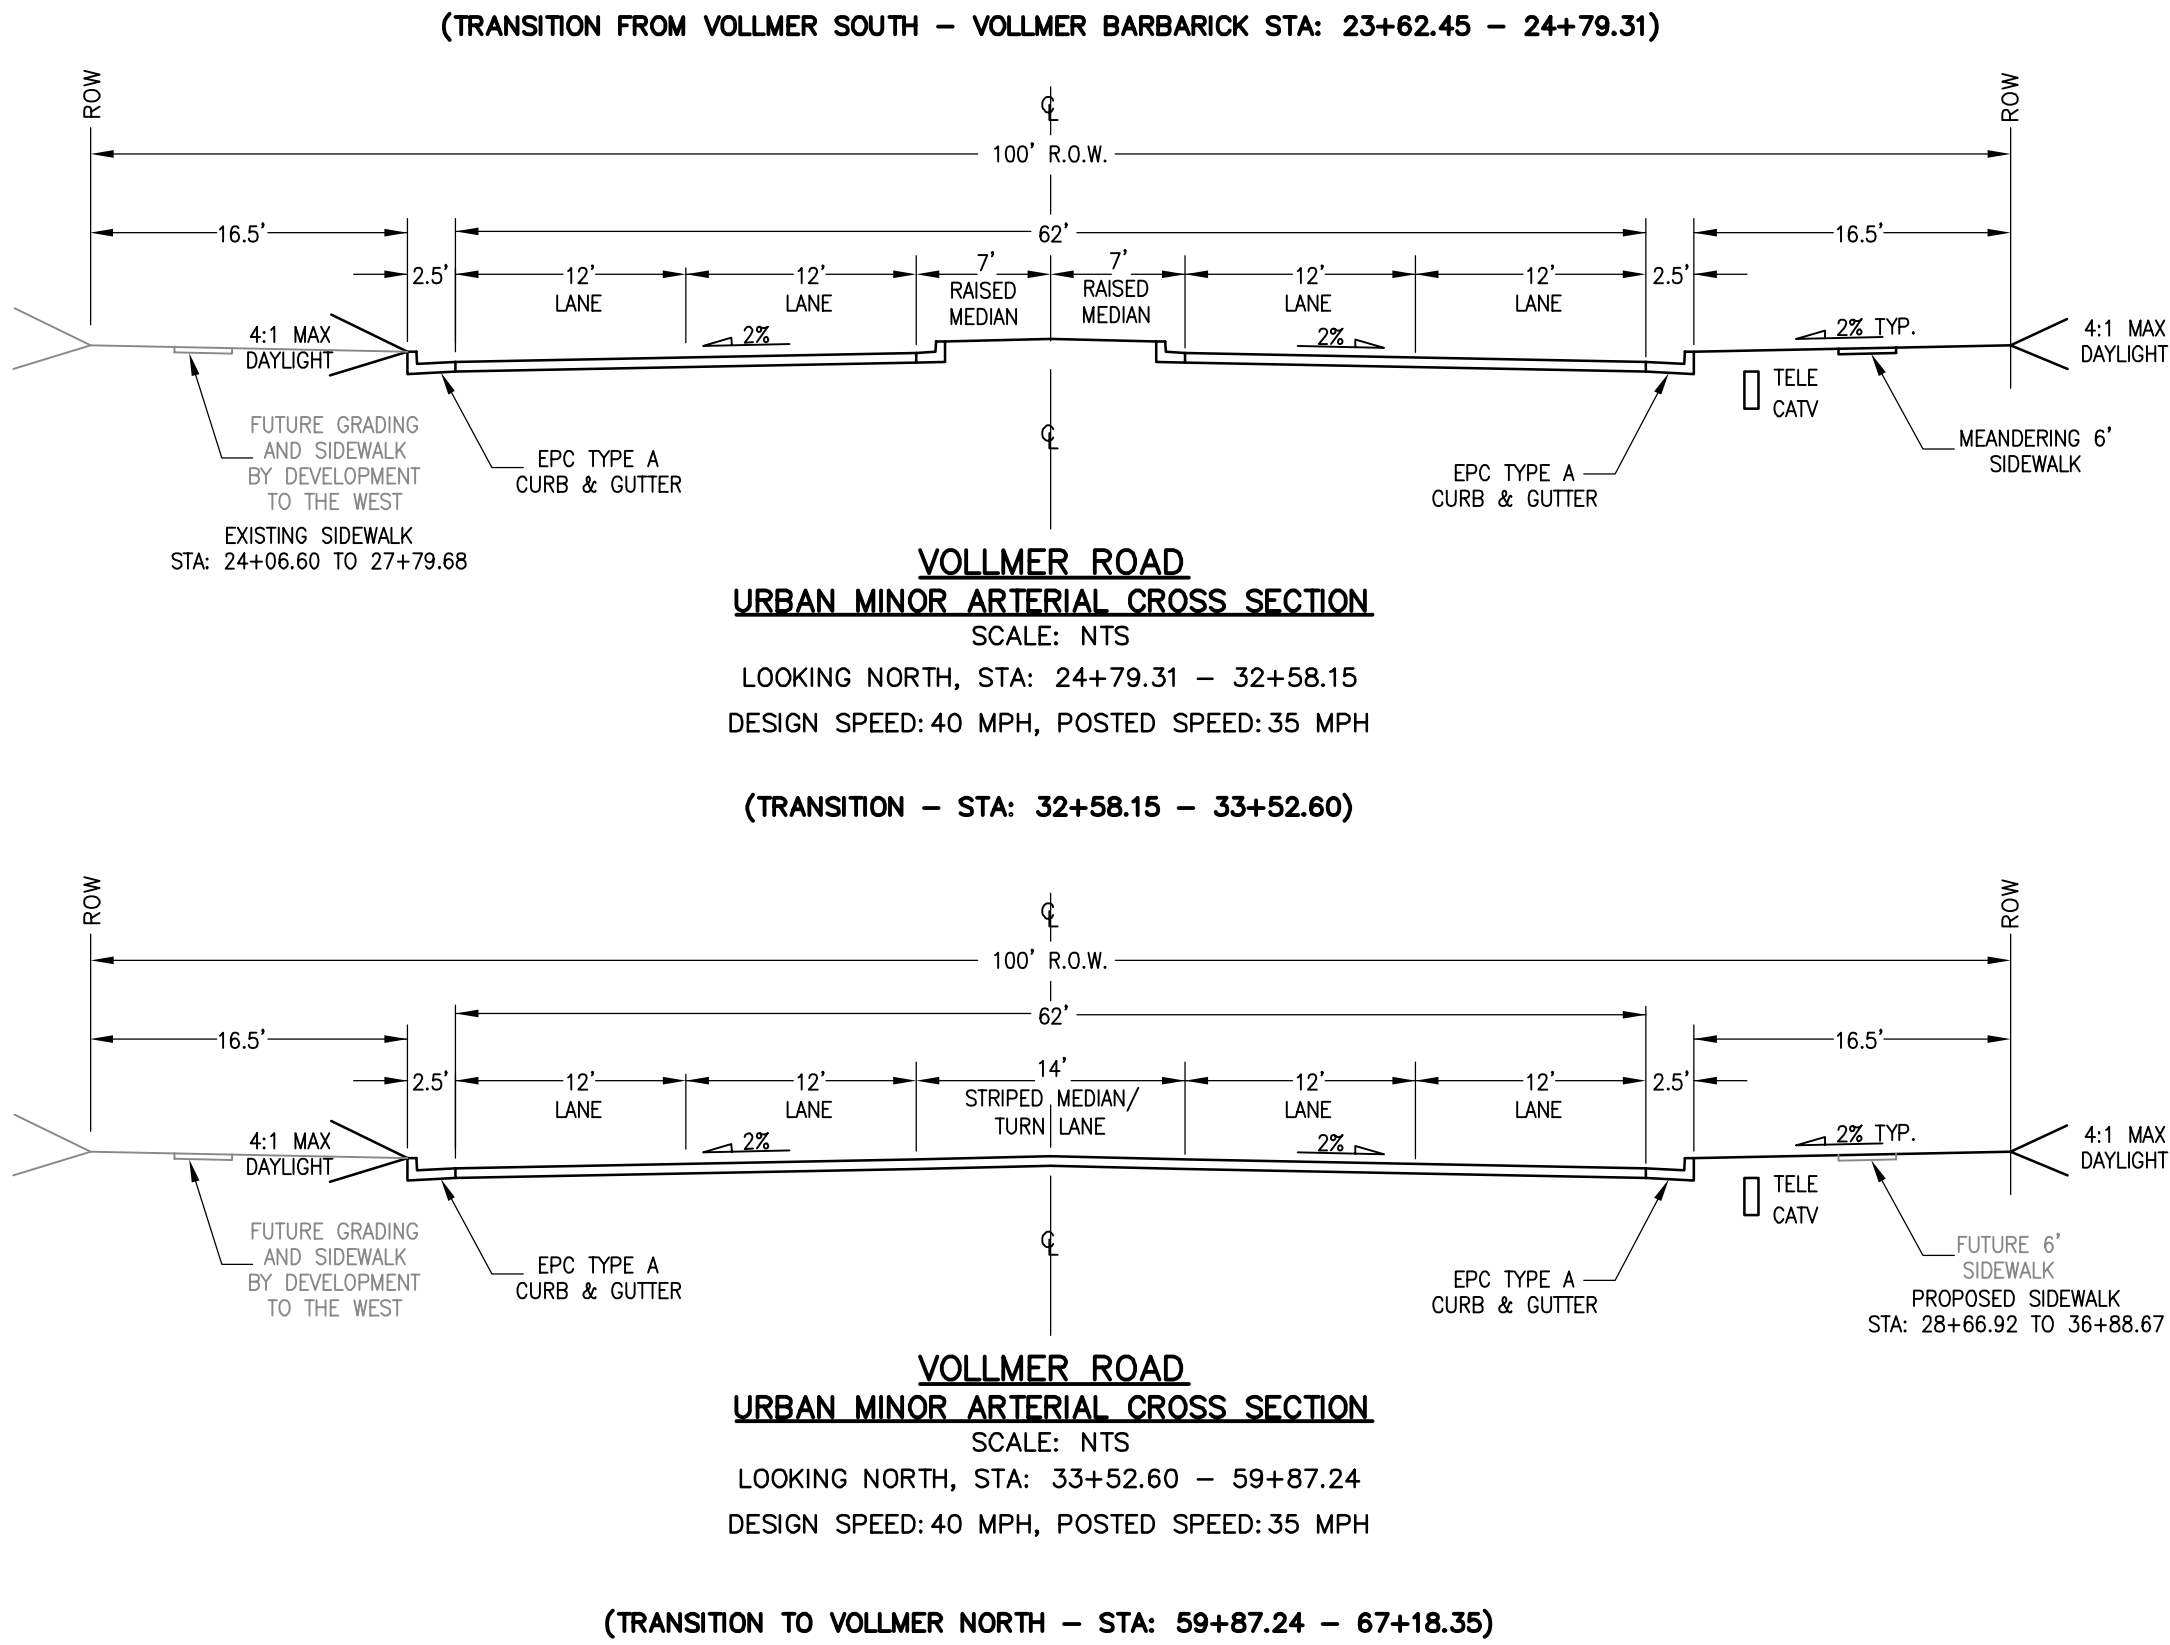 (TRANSITION FROM VOLLMER SOUTH – VOLLMER BARBARICK STA: 23+62.45 – 24+79.31)
ROW
℄
ROW
100' R.O.W.
16.5'
62'
16.5'
2.5'
12'
LANE
12'
LANE
7'
RAISED
MEDIAN
7'
RAISED
MEDIAN
12'
LANE
12'
LANE
2.5'
4:1 MAX
DAYLIGHT
2%
2%
2% TYP.
4:1 MAX
DAYLIGHT
TELE
CATV
FUTURE GRADING
AND SIDEWALK
BY DEVELOPMENT
TO THE WEST
EXISTING SIDEWALK
STA: 24+06.60 TO 27+79.68
EPC TYPE A
CURB & GUTTER
℄
EPC TYPE A
CURB & GUTTER
MEANDERING 6'
SIDEWALK
VOLLMER ROAD
URBAN MINOR ARTERIAL CROSS SECTION
SCALE: NTS
LOOKING NORTH, STA: 24+79.31 – 32+58.15
DESIGN SPEED: 40 MPH, POSTED SPEED: 35 MPH
(TRANSITION – STA: 32+58.15 – 33+52.60)
ROW
℄
ROW
100' R.O.W.
16.5'
62'
16.5'
2.5'
12'
LANE
12'
LANE
14'
STRIPED MEDIAN/
TURN LANE
12'
LANE
12'
LANE
2.5'
4:1 MAX
DAYLIGHT
2%
2%
2% TYP.
4:1 MAX
DAYLIGHT
TELE
CATV
FUTURE GRADING
AND SIDEWALK
BY DEVELOPMENT
TO THE WEST
EPC TYPE A
CURB & GUTTER
℄
EPC TYPE A
CURB & GUTTER
FUTURE 6'
SIDEWALK
PROPOSED SIDEWALK
STA: 28+66.92 TO 36+88.67
VOLLMER ROAD
URBAN MINOR ARTERIAL CROSS SECTION
SCALE: NTS
LOOKING NORTH, STA: 33+52.60 – 59+87.24
DESIGN SPEED: 40 MPH, POSTED SPEED: 35 MPH
(TRANSITION TO VOLLMER NORTH – STA: 59+87.24 – 67+18.35)